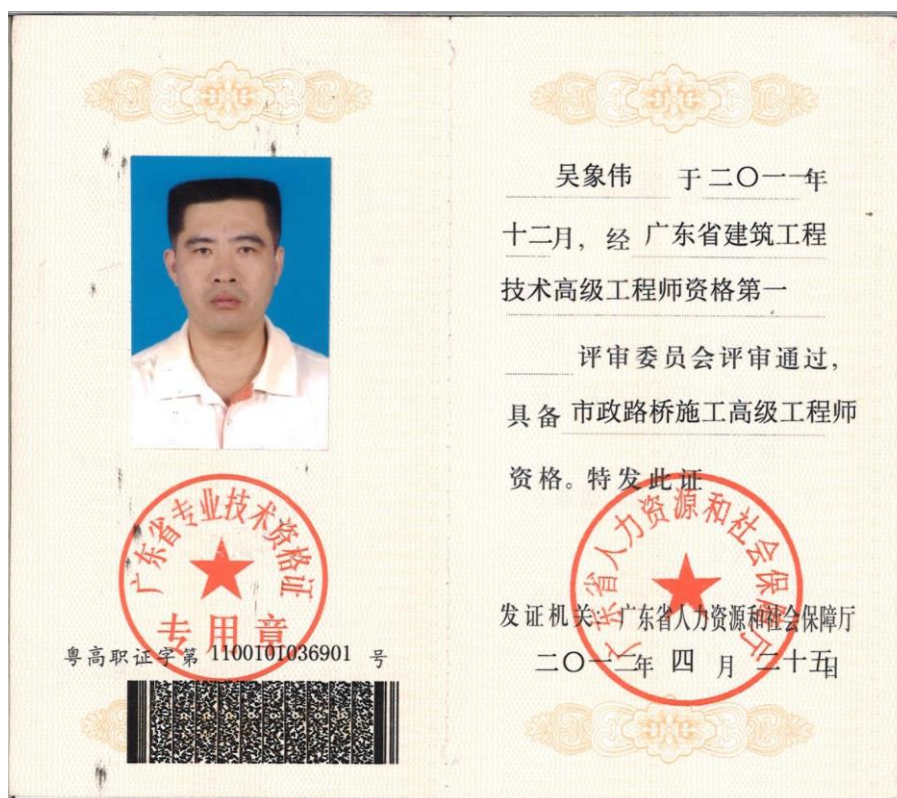 广东省专业技术资格证
专用章
粤高职证字第 1100101036901 号
吴象伟 于二〇一一年
十二月，经 广东省建筑工程
技术高级工程师资格第一
评审委员会评审通过，
具备 市政路桥施工高级工程师
资格。特发此证
广东省人力资源和社会保障厅
发证机关：广东省人力资源和社会保障厅
二〇一二年 四 月 二十五日